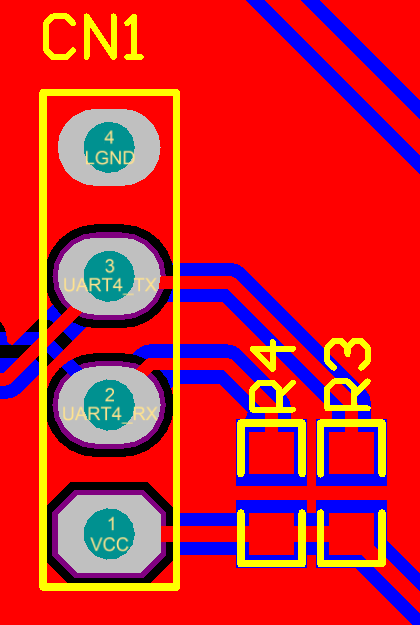 CN1
4
LGND
3
UART4_TX
R4
R3
2
UART4_RX
1
VCC